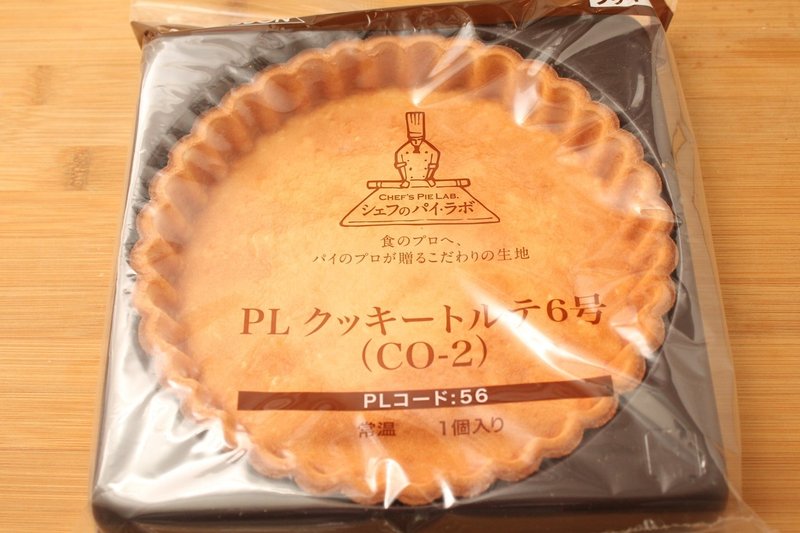 CHEF'S PIE LAB.
シェフのパイ・ラボ
食のプロへ、
パイのプロが贈るこだわりの生地
PL クッキートルテ6号
(CO-2)
PLコード:56
常温 1個入り